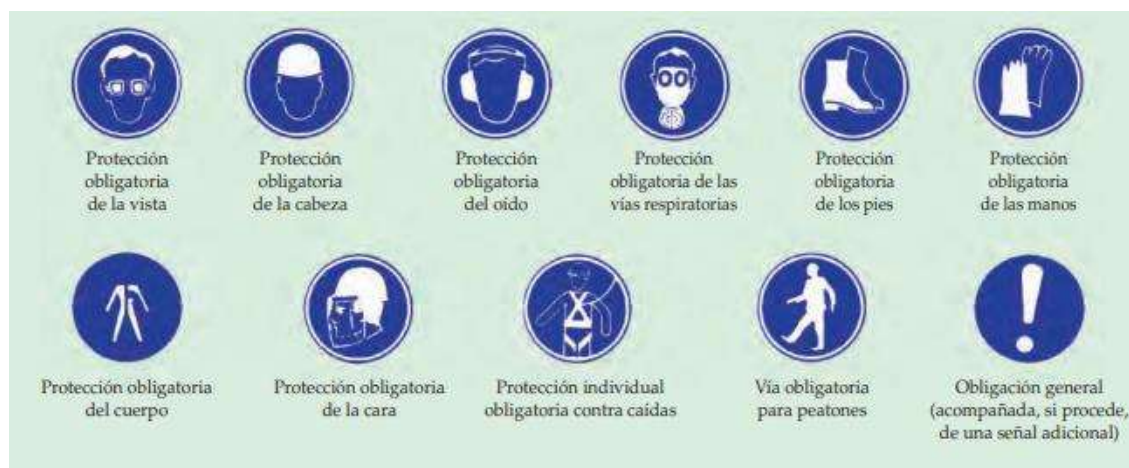 Protección
obligatoria
de la vista
Protección
obligatoria
de la cabeza
Protección
obligatoria
del oído
Protección
obligatoria de las
vías respiratorias
Protección
obligatoria
de los pies
Protección
obligatoria
de las manos
Protección obligatoria
del cuerpo
Protección obligatoria
de la cara
Protección individual
obligatoria contra caídas
Vía obligatoria
para peatones
Obligación general
(acompañada, si procede,
de una señal adicional)